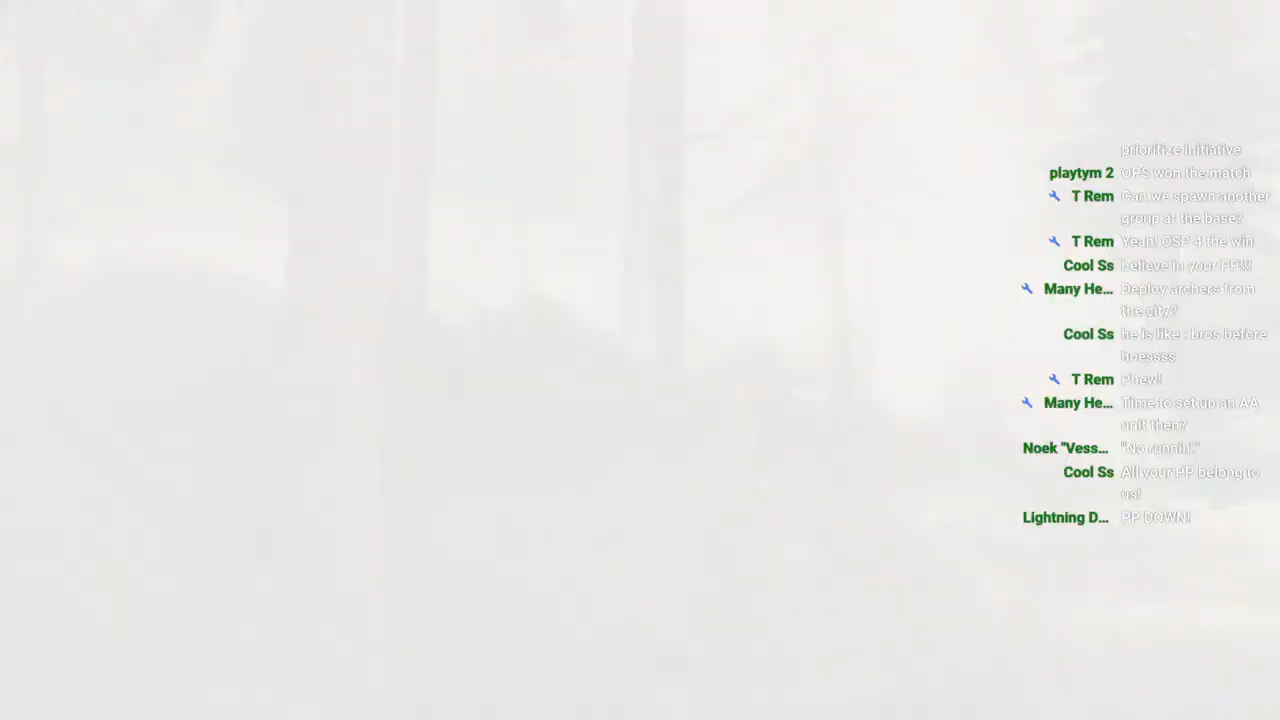 prioritize initiative
playtym 2 OPS won the match
T Rem Can we spawn another
group at the base?
T Rem Yeah! OSP 4 the win
Cool Ss believe in your PP!!!
Many He... Deploy archers from
the city?
Cool Ss he is like : bros before
hoessss
T Rem Phew!
Many He... Time to set up an AA
unit then?
Noek "Vess... "No runnin'."
Cool Ss All your PP belong to
us!
Lightning D... PP DOWN!